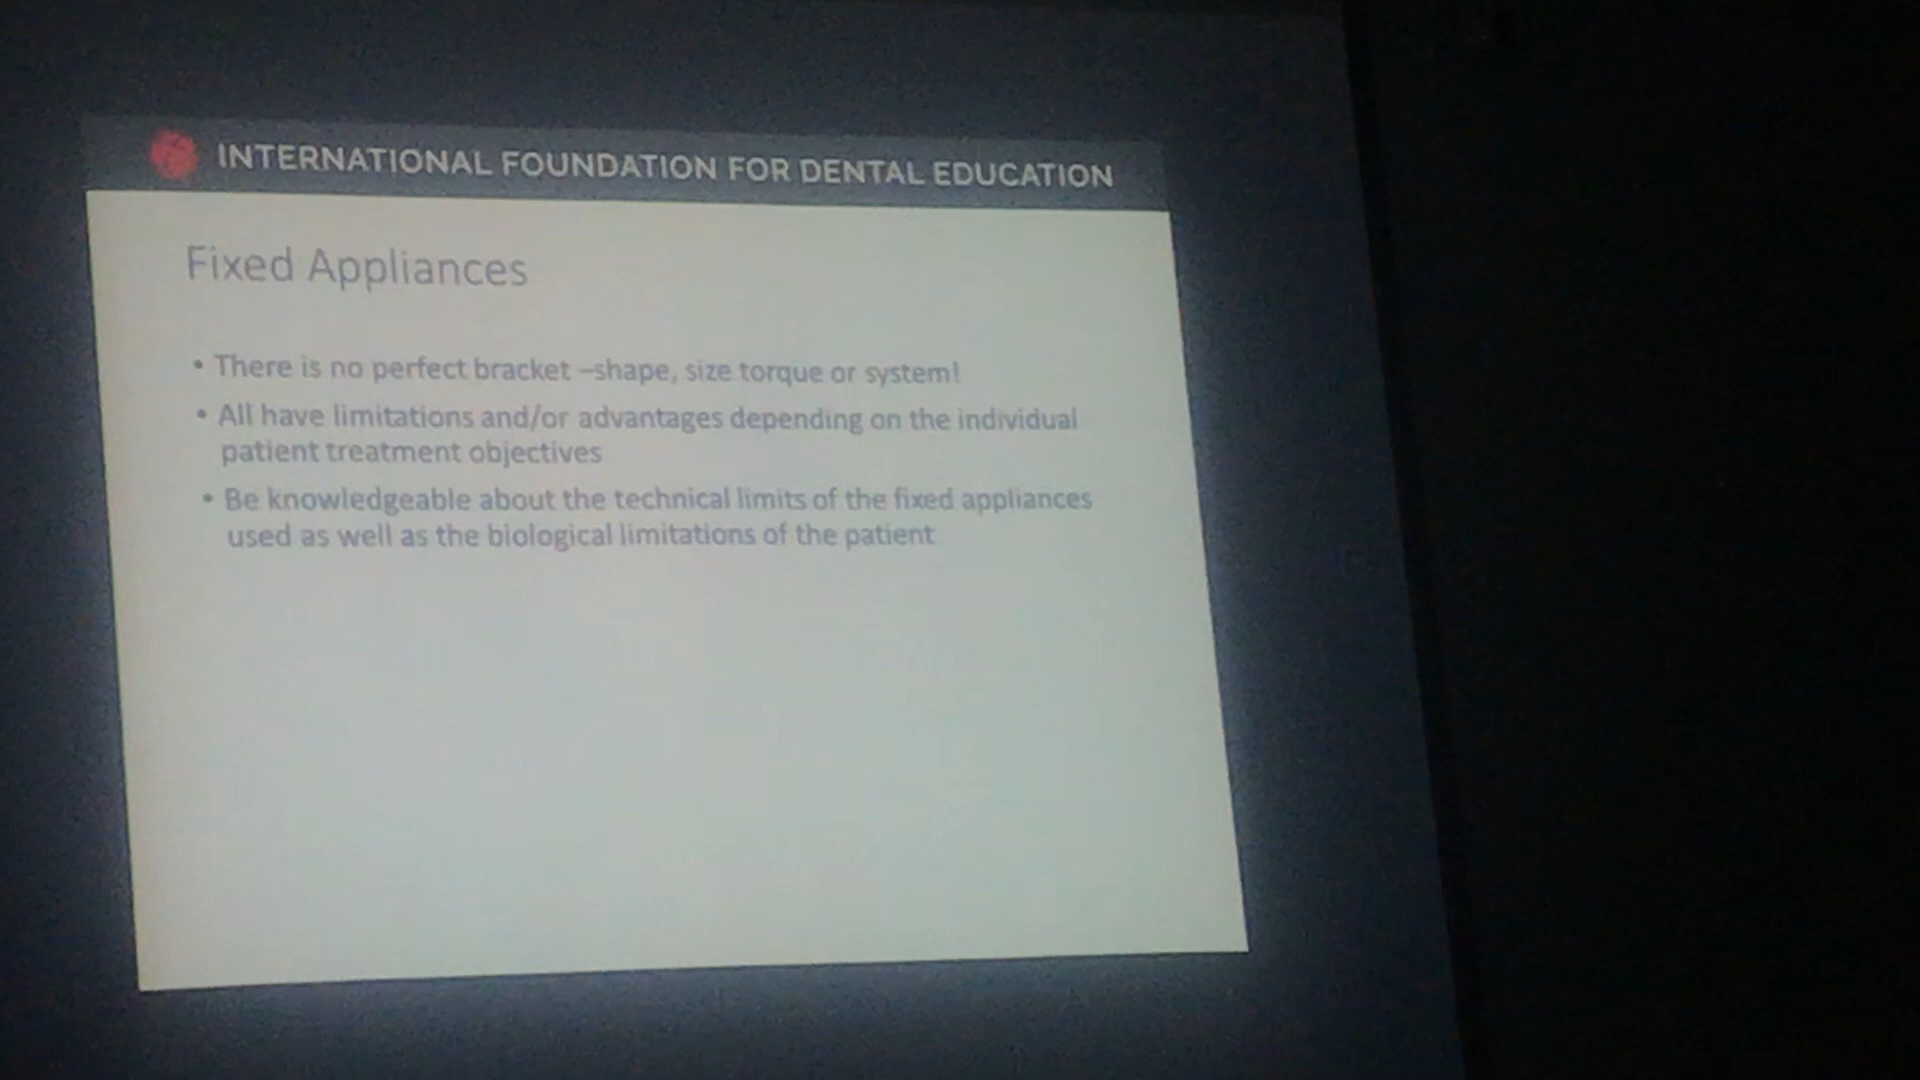 INTERNATIONAL FOUNDATION FOR DENTAL EDUCATION
Fixed Appliances
• There is no perfect bracket –shape, size torque or system!
• All have limitations and/or advantages depending on the individual
patient treatment objectives
• Be knowledgeable about the technical limits of the fixed appliances
used as well as the biological limitations of the patient